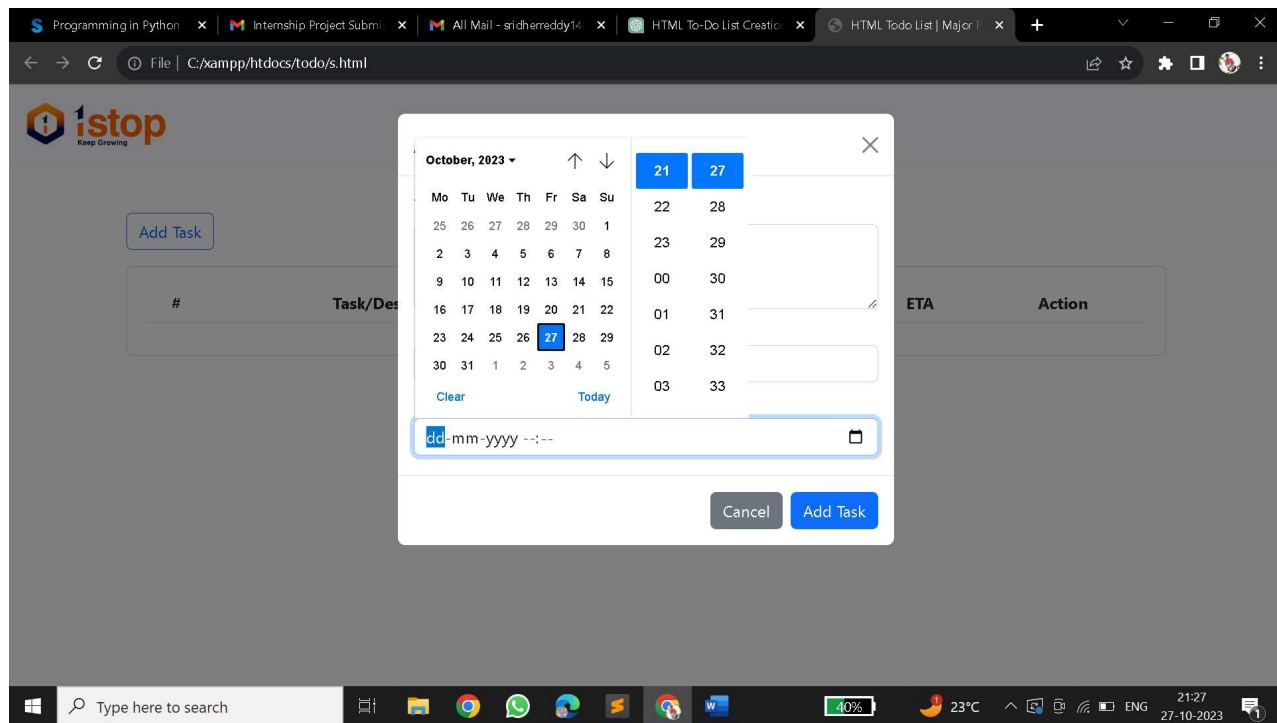 Programming in Python
Internship Project Submi
All Mail - sridherreddy14
HTML To-Do List Creatio
HTML Todo List | Major P
File | C:/xampp/htdocs/todo/s.html
1stop
Keep Growing
October, 2023
21 27
Mo Tu We Th Fr Sa Su
22 28
25 26 27 28 29 30 1
Add Task
23 29
2 3 4 5 6 7 8
00 30
9 10 11 12 13 14 15
# Task/Des ETA Action
16 17 18 19 20 21 22
01 31
23 24 25 26 27 28 29
02 32
30 31 1 2 3 4 5
03 33
Clear Today
dd-mm-yyyy --:--
Cancel Add Task
Type here to search
W
40%
1
23°C
ENG
21:27
27-10-2023
1